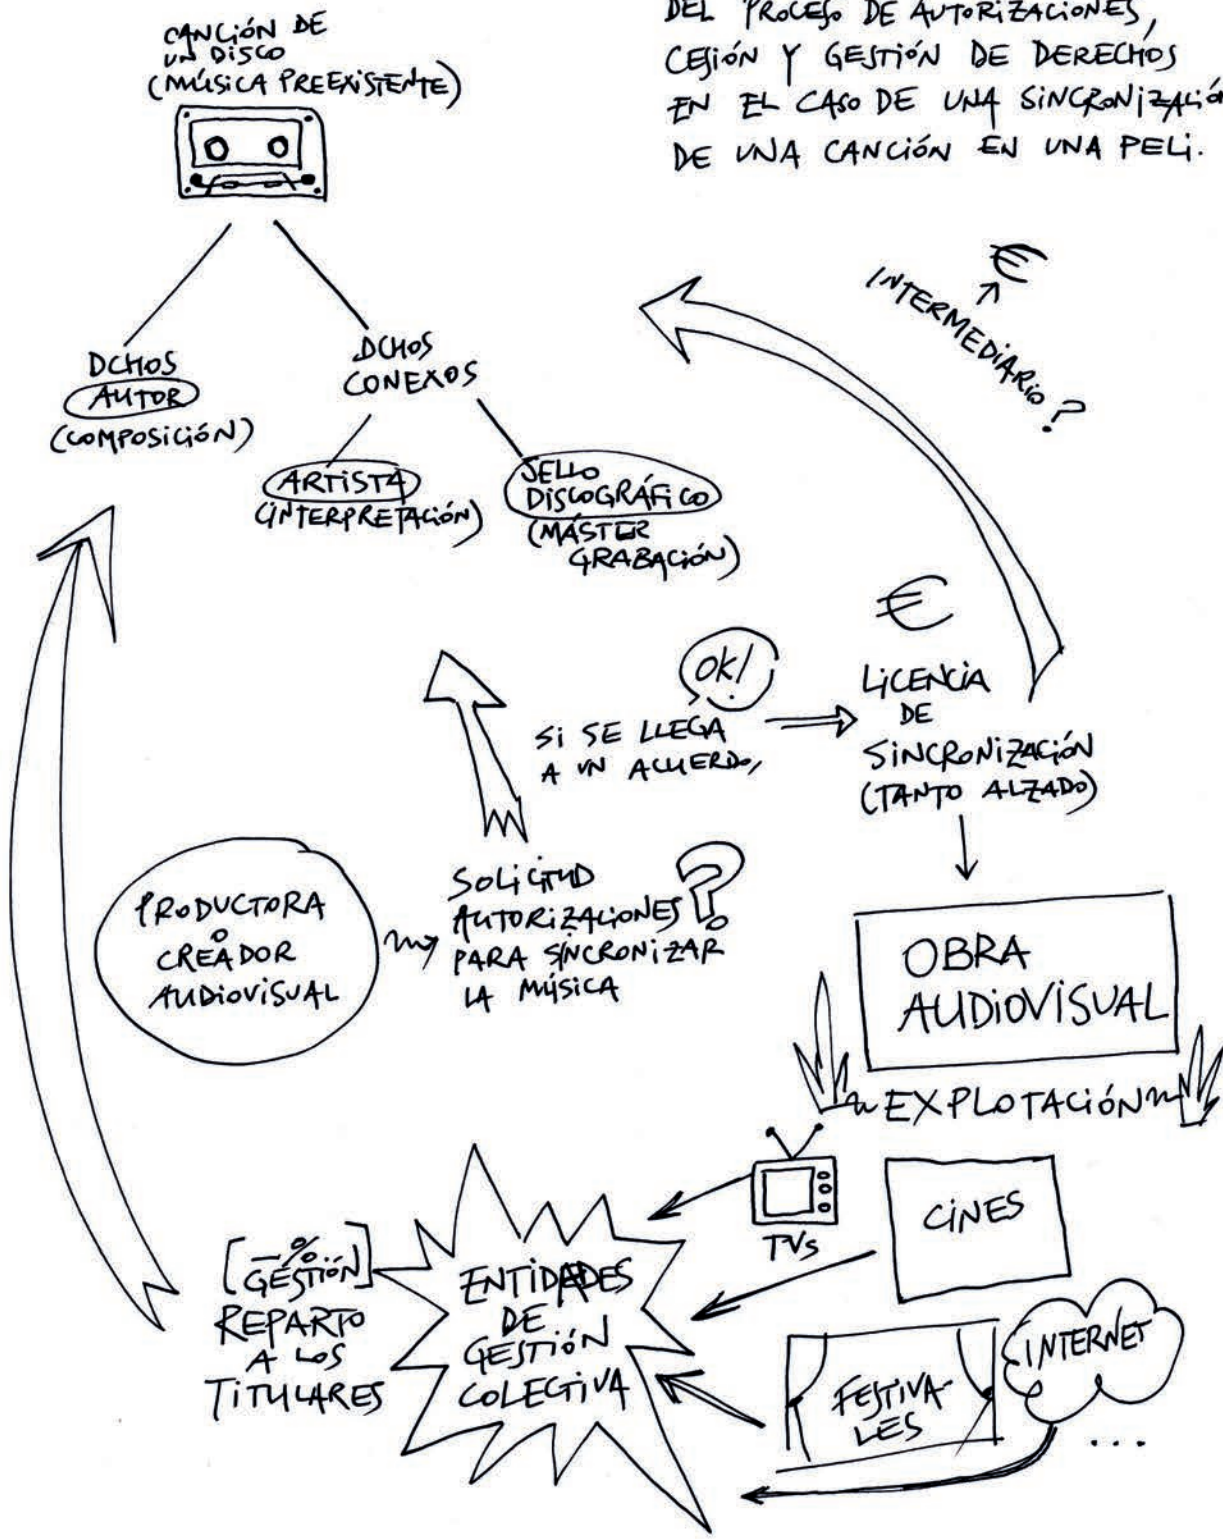 DEL PROCESO DE AUTORIZACIONES,
CESIÓN Y GESTIÓN DE DERECHOS
EN EL CASO DE UNA SINCRONIZACIÓN
DE UNA CANCIÓN EN UNA PELI.
CANCIÓN DE
UN DISCO
(MÚSICA PREEXISTENTE)
DCHOS
AUTOR
(COMPOSICIÓN)
DCHOS
CONEXOS
ARTISTA
(INTERPRETACIÓN)
SELLO
DISCOGRÁFICO
(MÁSTER
GRABACIÓN)
€
INTERMEDIARIO?
OK!
SI SE LLEGA
A UN ACUERDO,
€
LICENCIA
DE
SINCRONIZACIÓN
(TANTO ALZADO)
PRODUCTORA
O
CREADOR
AUDIOVISUAL
SOLICITUD
AUTORIZACIONES ?
PARA SINCRONIZAR
LA MÚSICA
OBRA
AUDIOVISUAL
EXPLOTACIÓN
TVs
CINES
FESTIVA-
LES
INTERNET
...
ENTIDADES
DE
GESTIÓN
COLECTIVA
[-%
GESTIÓN]
REPARTO
A LOS
TITULARES